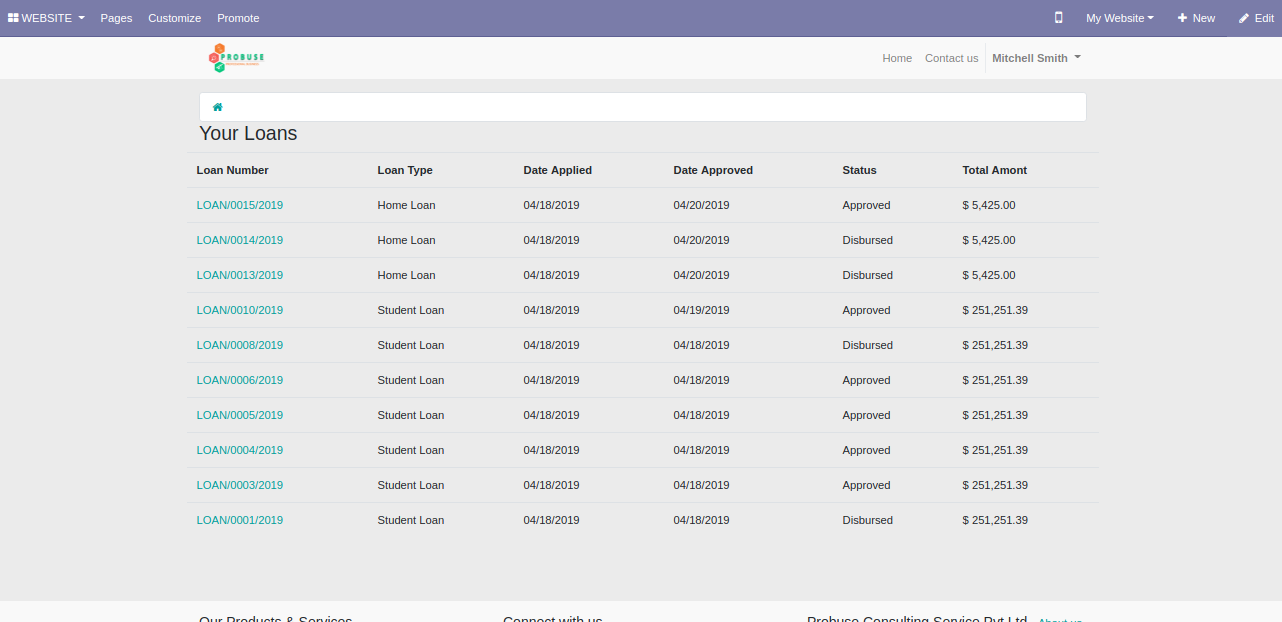 WEBSITE Pages Customize Promote My Website New Edit
PROBUSE Home Contact us Mitchell Smith
Your Loans
Loan Number Loan Type Date Applied Date Approved Status Total Amont
LOAN/0015/2019 Home Loan 04/18/2019 04/20/2019 Approved $ 5,425.00
LOAN/0014/2019 Home Loan 04/18/2019 04/20/2019 Disbursed $ 5,425.00
LOAN/0013/2019 Home Loan 04/18/2019 04/20/2019 Disbursed $ 5,425.00
LOAN/0010/2019 Student Loan 04/18/2019 04/19/2019 Approved $ 251,251.39
LOAN/0008/2019 Student Loan 04/18/2019 04/18/2019 Disbursed $ 251,251.39
LOAN/0006/2019 Student Loan 04/18/2019 04/18/2019 Approved $ 251,251.39
LOAN/0005/2019 Student Loan 04/18/2019 04/18/2019 Approved $ 251,251.39
LOAN/0004/2019 Student Loan 04/18/2019 04/18/2019 Approved $ 251,251.39
LOAN/0003/2019 Student Loan 04/18/2019 04/18/2019 Approved $ 251,251.39
LOAN/0001/2019 Student Loan 04/18/2019 04/18/2019 Disbursed $ 251,251.39
Our Products & Services Connect with us Probuse Consulting Service Pvt Ltd - About us